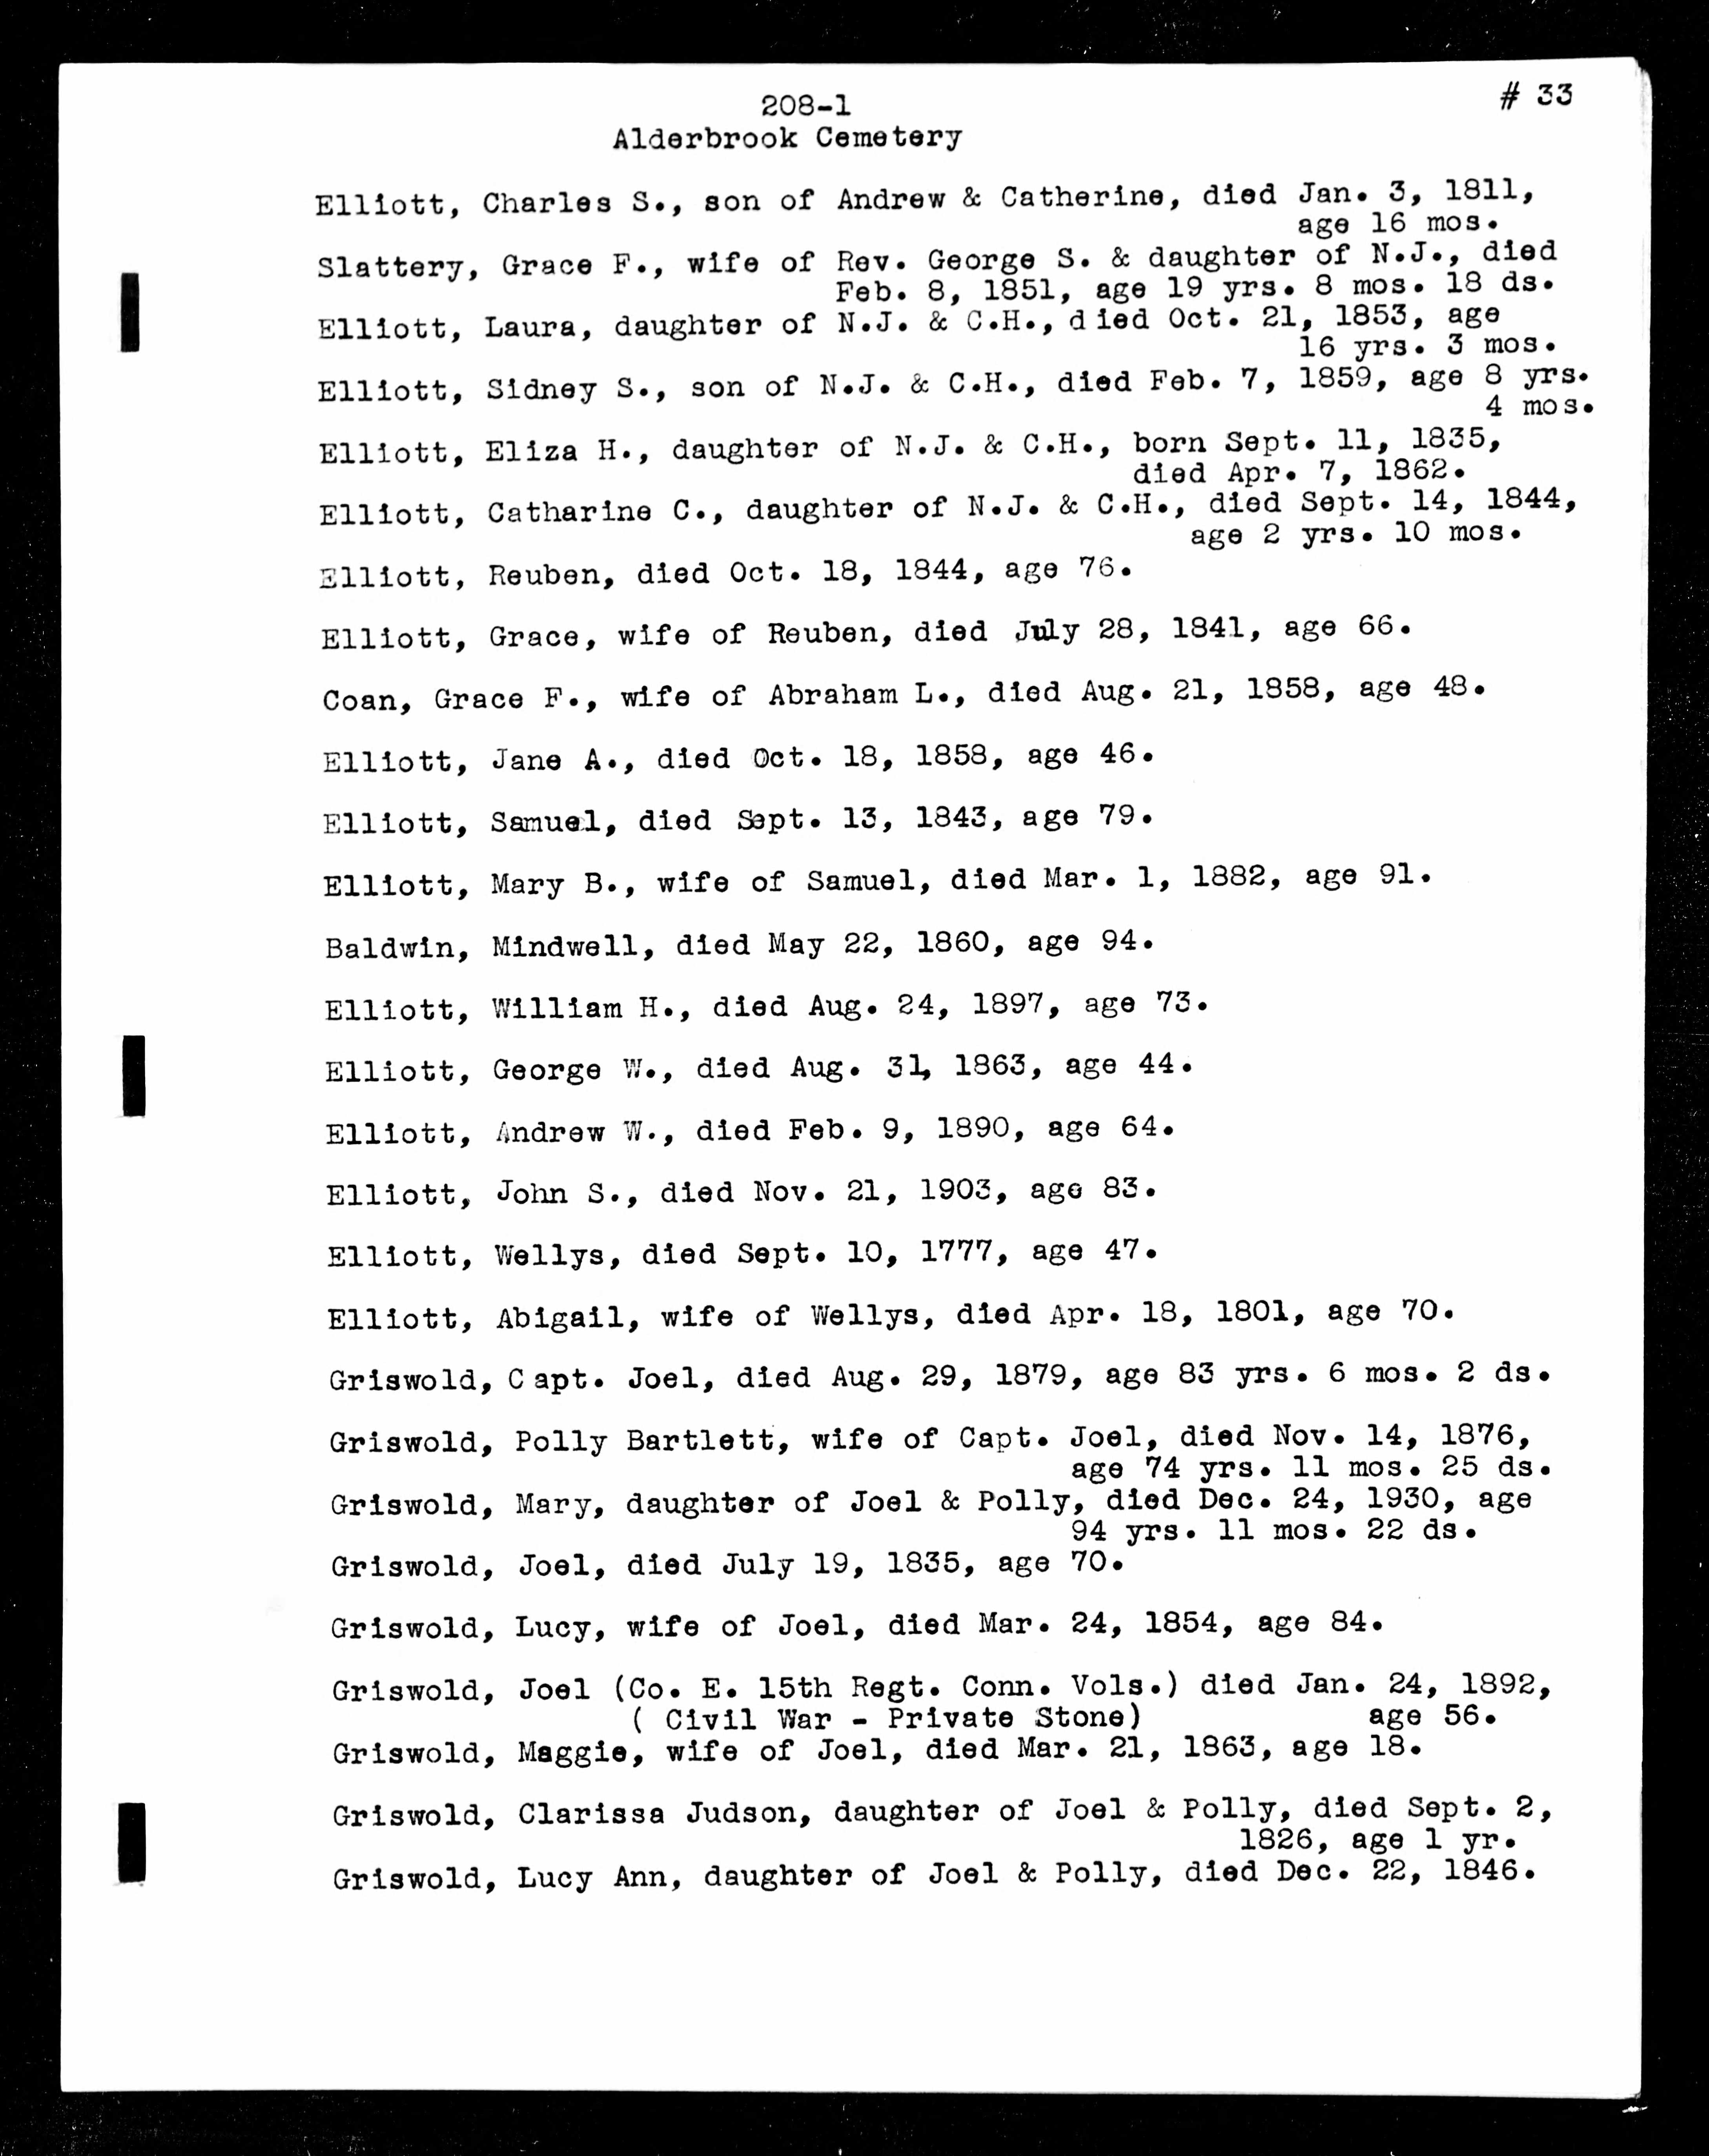 # 33
208-1
Alderbrook Cemetery
Elliott, Charles S., son of Andrew & Catherine, died Jan. 3, 1811,
age 16 mos.
Slattery, Grace F., wife of Rev. George S. & daughter of N.J., died
Feb. 8, 1851, age 19 yrs. 8 mos. 18 ds.
Elliott, Laura, daughter of N.J. & C.H., died Oct. 21, 1853, age
16 yrs. 3 mos.
Elliott, Sidney S., son of N.J. & C.H., died Feb. 7, 1859, age 8 yrs.
4 mos.
Elliott, Eliza H., daughter of N.J. & C.H., born Sept. 11, 1835,
died Apr. 7, 1862.
Elliott, Catharine C., daughter of N.J. & C.H., died Sept. 14, 1844,
age 2 yrs. 10 mos.
Elliott, Reuben, died Oct. 18, 1844, age 76.
Elliott, Grace, wife of Reuben, died July 28, 1841, age 66.
Coan, Grace F., wife of Abraham L., died Aug. 21, 1858, age 48.
Elliott, Jane A., died Oct. 18, 1858, age 46.
Elliott, Samuel, died Sept. 13, 1843, age 79.
Elliott, Mary B., wife of Samuel, died Mar. 1, 1882, age 91.
Baldwin, Mindwell, died May 22, 1860, age 94.
Elliott, William H., died Aug. 24, 1897, age 73.
Elliott, George W., died Aug. 31, 1863, age 44.
Elliott, Andrew W., died Feb. 9, 1890, age 64.
Elliott, John S., died Nov. 21, 1903, age 83.
Elliott, Wellys, died Sept. 10, 1777, age 47.
Elliott, Abigail, wife of Wellys, died Apr. 18, 1801, age 70.
Griswold, Capt. Joel, died Aug. 29, 1879, age 83 yrs. 6 mos. 2 ds.
Griswold, Polly Bartlett, wife of Capt. Joel, died Nov. 14, 1876,
age 74 yrs. 11 mos. 25 ds.
Griswold, Mary, daughter of Joel & Polly, died Dec. 24, 1930, age
94 yrs. 11 mos. 22 ds.
Griswold, Joel, died July 19, 1835, age 70.
Griswold, Lucy, wife of Joel, died Mar. 24, 1854, age 84.
Griswold, Joel (Co. E. 15th Regt. Conn. Vols.) died Jan. 24, 1892,
( Civil War - Private Stone) age 56.
Griswold, Maggie, wife of Joel, died Mar. 21, 1863, age 18.
Griswold, Clarissa Judson, daughter of Joel & Polly, died Sept. 2,
1826, age 1 yr.
Griswold, Lucy Ann, daughter of Joel & Polly, died Dec. 22, 1846.